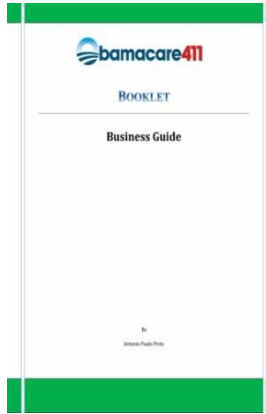 Obamacare411
BOOKLET
Business Guide
By
Antonio Paulo Pinto